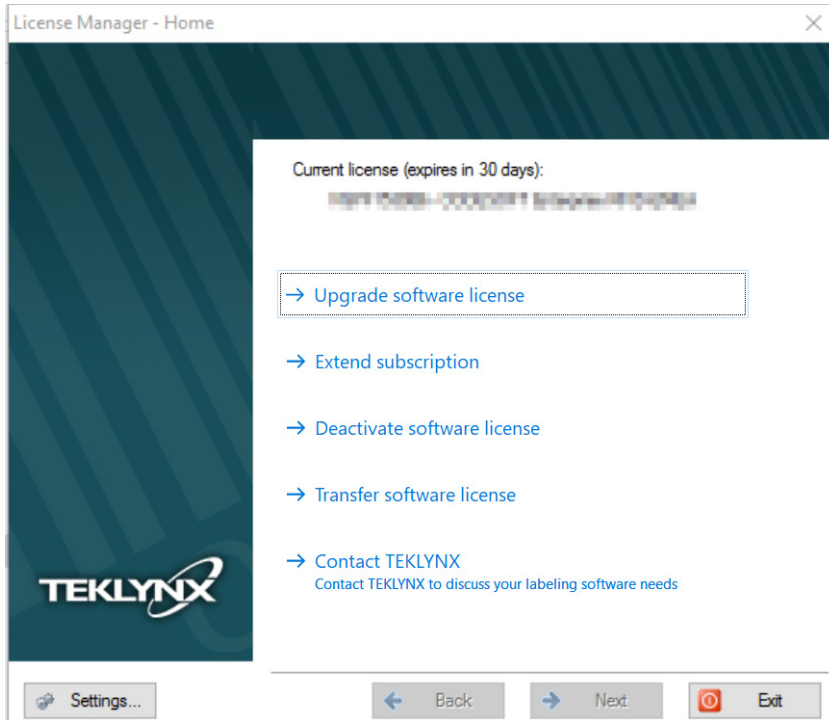 License Manager - Home
Current license (expires in 30 days):
Upgrade software license
Extend subscription
Deactivate software license
Transfer software license
Contact TEKLYNX
Contact TEKLYNX to discuss your labeling software needs
TEKLYNX
Settings...
Back
Next
Exit